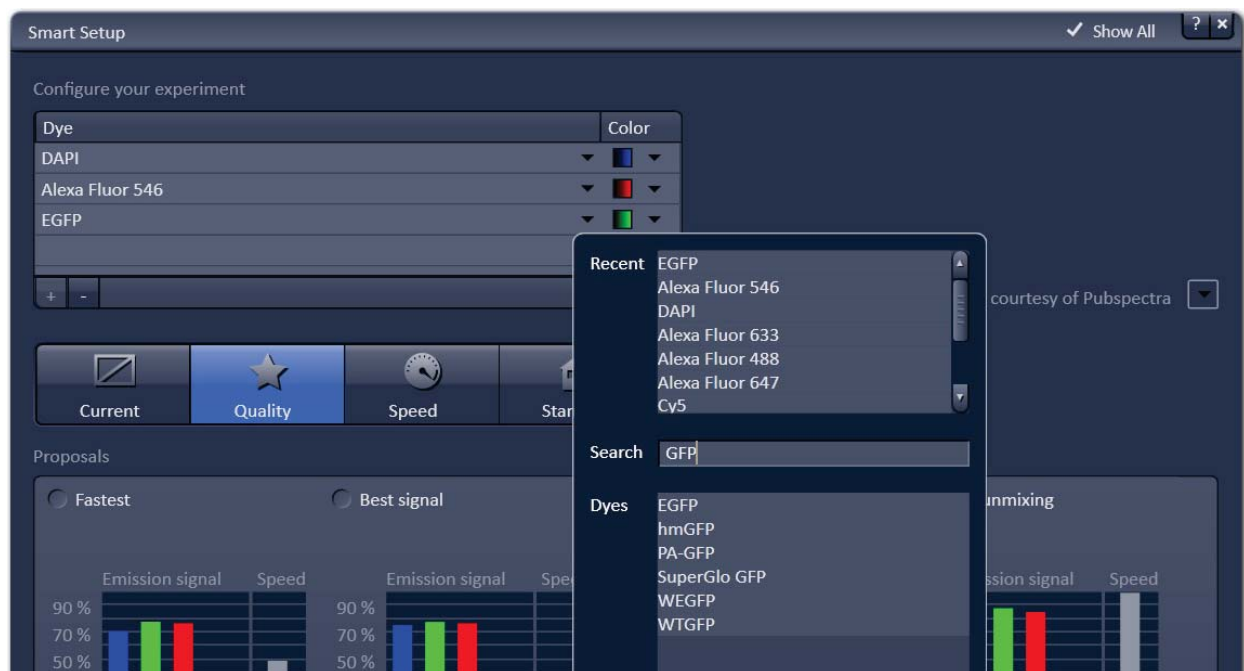 Smart Setup
Show All
? ×
Configure your experiment
Dye Color
DAPI
Alexa Fluor 546
EGFP
+ -
courtesy of Pubspectra
Current Quality Speed
Proposals
Fastest
Best signal
Emission signal Speed
Emission signal
Speed
90 %
70 %
50 %
90 %
70 %
50 %
Recent
EGFP
Alexa Fluor 546
DAPI
Alexa Fluor 633
Alexa Fluor 488
Alexa Fluor 647
Cy5
Search GFP
Dyes
EGFP
hmGFP
PA-GFP
SuperGlo GFP
WEGFP
WTGFP